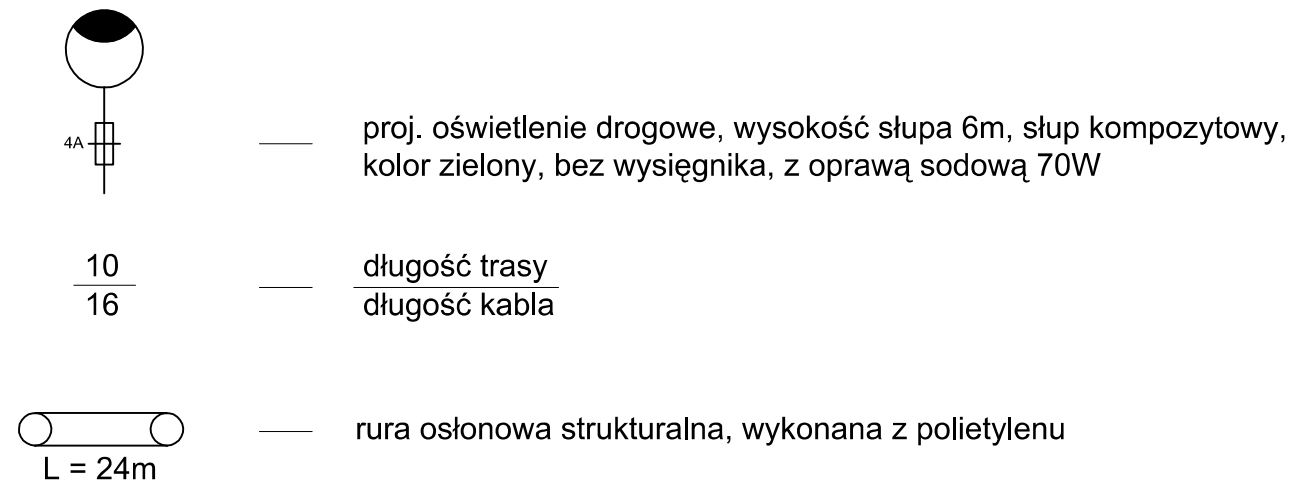 4A
proj. oświetlenie drogowe, wysokość słupa 6m, słup kompozytowy,
kolor zielony, bez wysięgnika, z oprawą sodową 70W
10
16
długość trasy
długość kabla
L = 24m
rura osłonowa strukturalna, wykonana z polietylenu